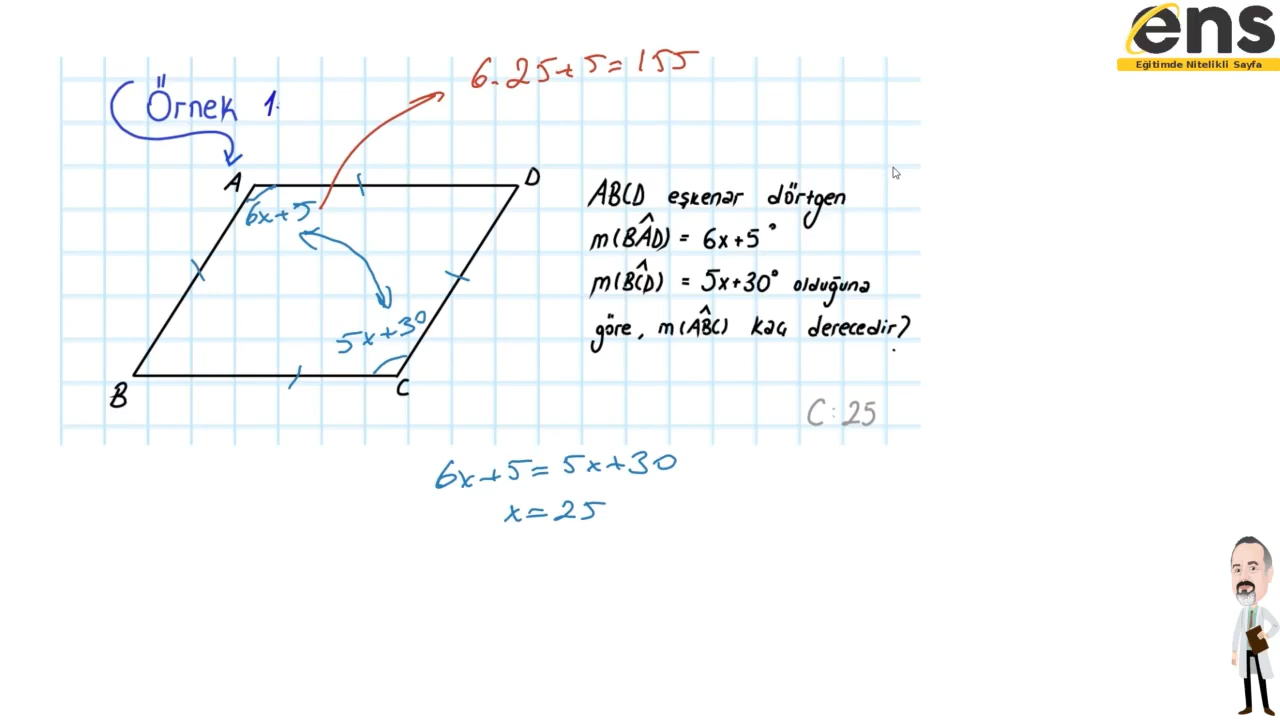 ens
Eğitimde Nitelikli Sayfa
6.25+5=155
Örnek 1.
A
D
6x+5
5x+30
B
C
ABCD eşkenar dörtgen
m(BÂD) = 6x+5°
m(BĈD) = 5x+30° olduğuna
göre, m(AB̂C) kaç derecedir?
C: 25
6x+5=5x+30
x=25